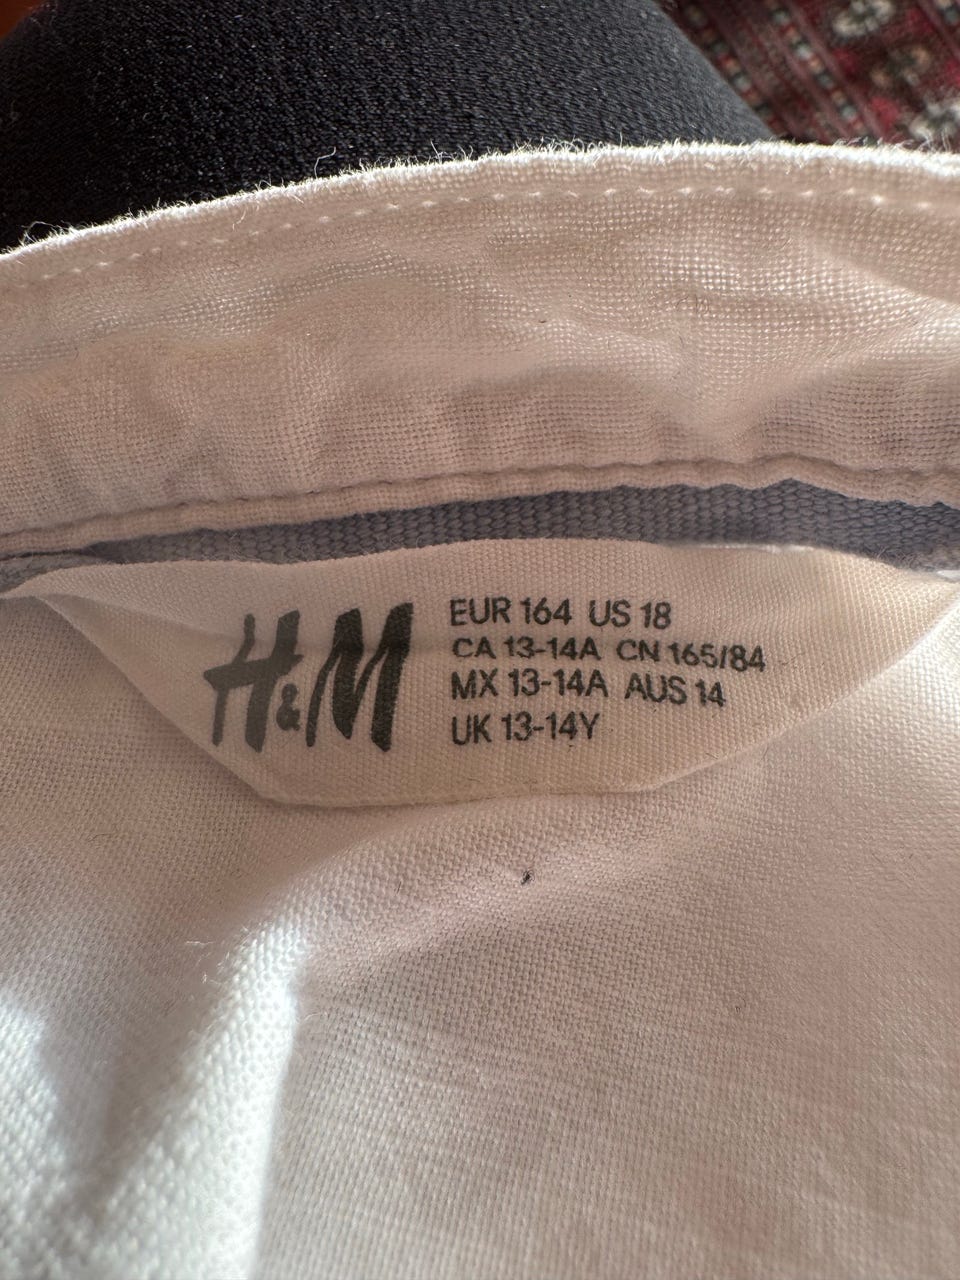 H&M
EUR 164 US 18
CA 13-14A CN 165/84
MX 13-14A AUS 14
UK 13-14Y